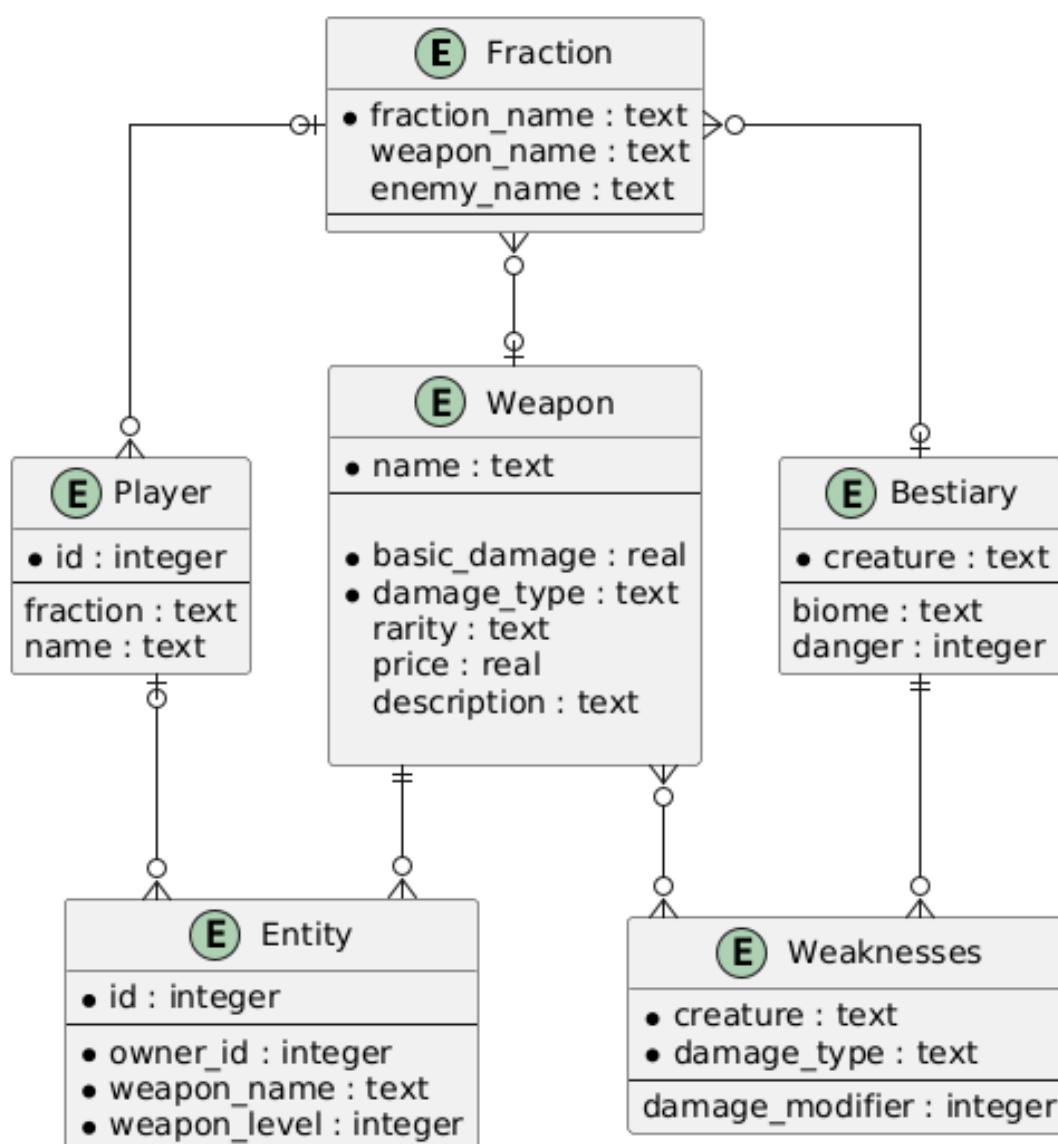 E Fraction
• fraction_name : text
weapon_name : text
enemy_name : text
E Weapon
• name : text
• basic_damage : real
• damage_type : text
rarity : text
price : real
description : text
E Player
• id : integer
fraction : text
name : text
E Bestiary
• creature : text
biome : text
danger : integer
E Entity
• id : integer
• owner_id : integer
• weapon_name : text
• weapon_level : integer
E Weaknesses
• creature : text
• damage_type : text
damage_modifier : integer